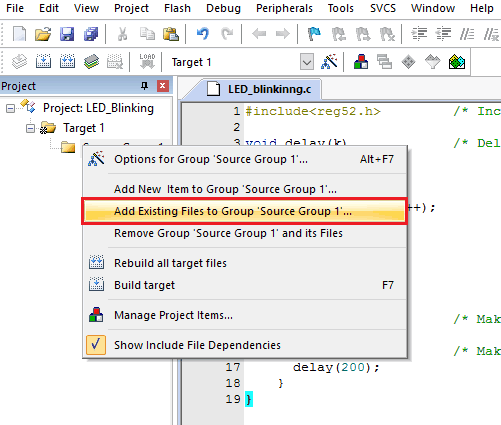 File Edit View Project Flash Debug Peripherals Tools SVCS Window Help
LOAD Target 1
Project LED_blinkinng.c
Project: LED_Blinking 1 #include<reg52.h> /* Inc
Target 1 2
3 void delay(k) /* Del
Options for Group 'Source Group 1'... Alt+F7
Add New Item to Group 'Source Group 1'...
Add Existing Files to Group 'Source Group 1'... ++);
Remove Group 'Source Group 1' and its Files
Rebuild all target files
Build target F7
Manage Project Items... /* Mak
Show Include File Dependencies /* Mak
17 delay(200);
18 }
19 }